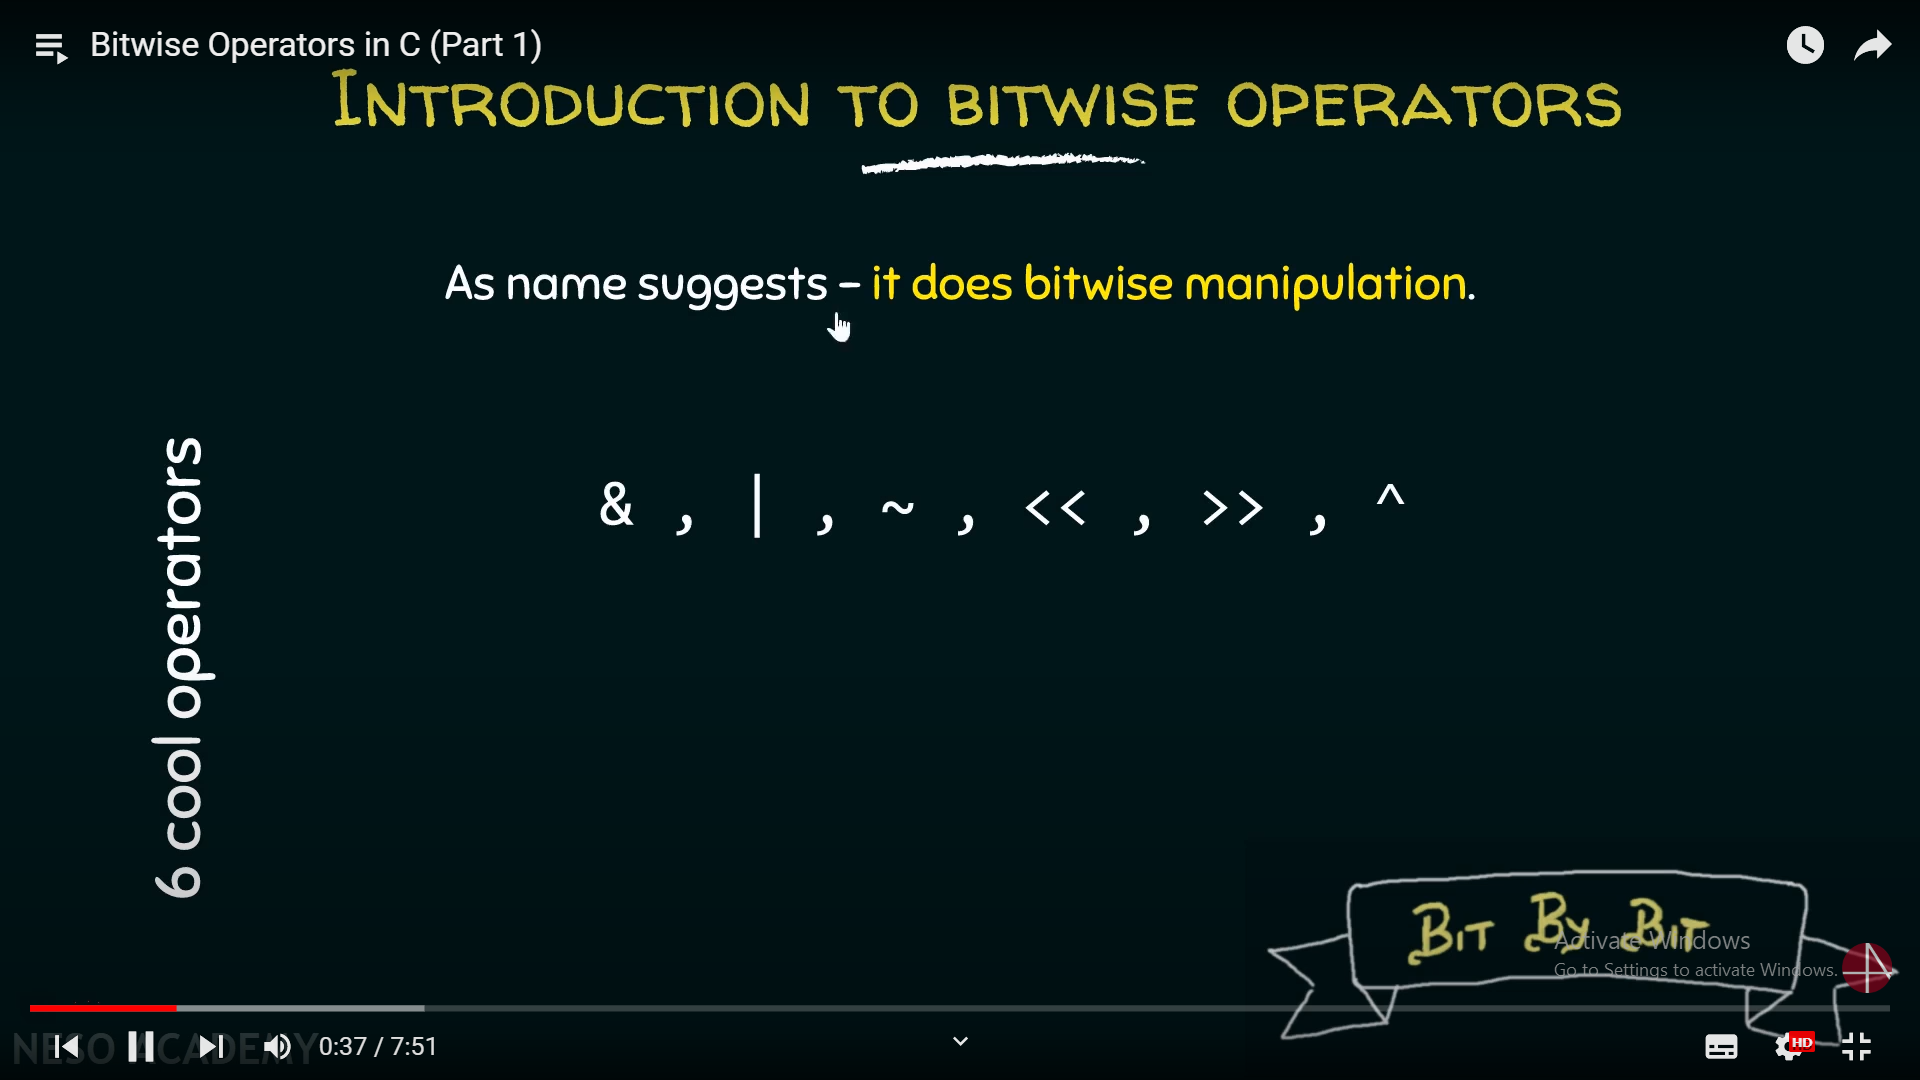 Bitwise Operators in C (Part 1)
INTRODUCTION TO BITWISE OPERATORS
As name suggests – it does bitwise manipulation.
6 cool operators
& , | , ~ , << , >> , ^
BIT BY BIT
Activate Windows
Go to Settings to activate Windows.
NESO ACADEMY
0:37 / 7:51
HD